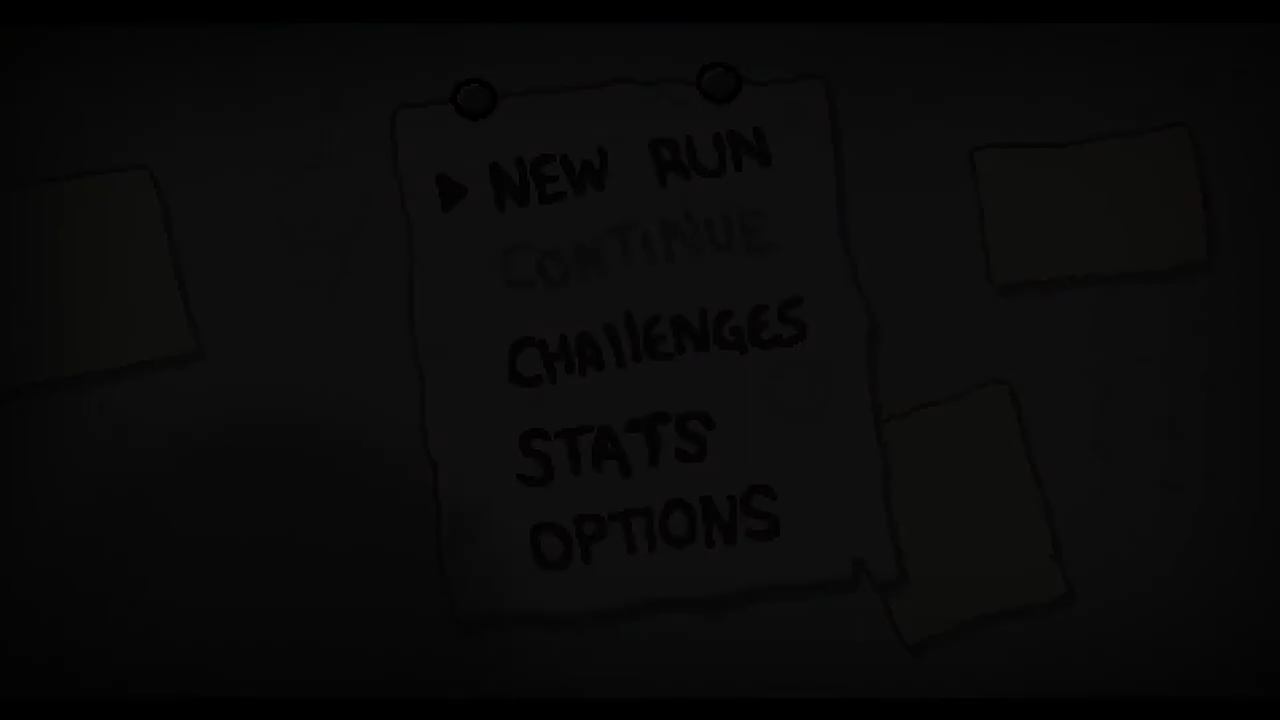 NEW RUN
CONTINUE
CHALLENGES
STATS
OPTIONS